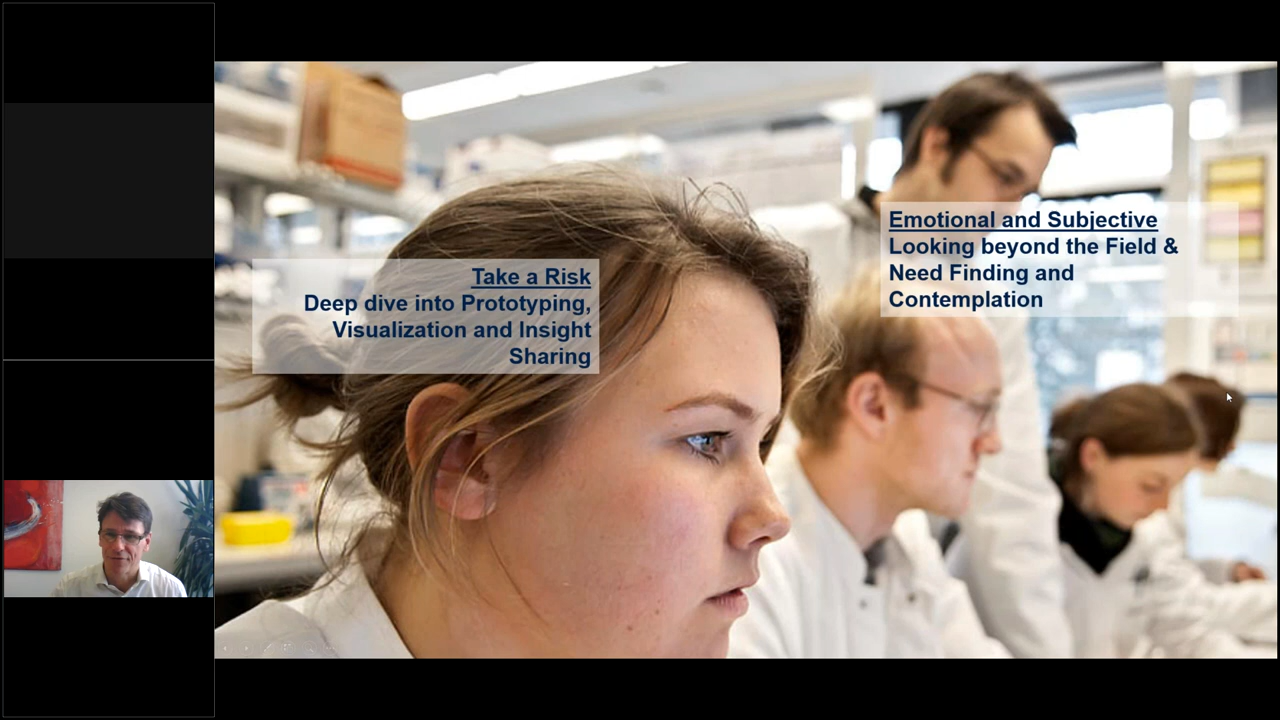 Take a Risk
Deep dive into Prototyping,
Visualization and Insight
Sharing
Emotional and Subjective
Looking beyond the Field &
Need Finding and
Contemplation